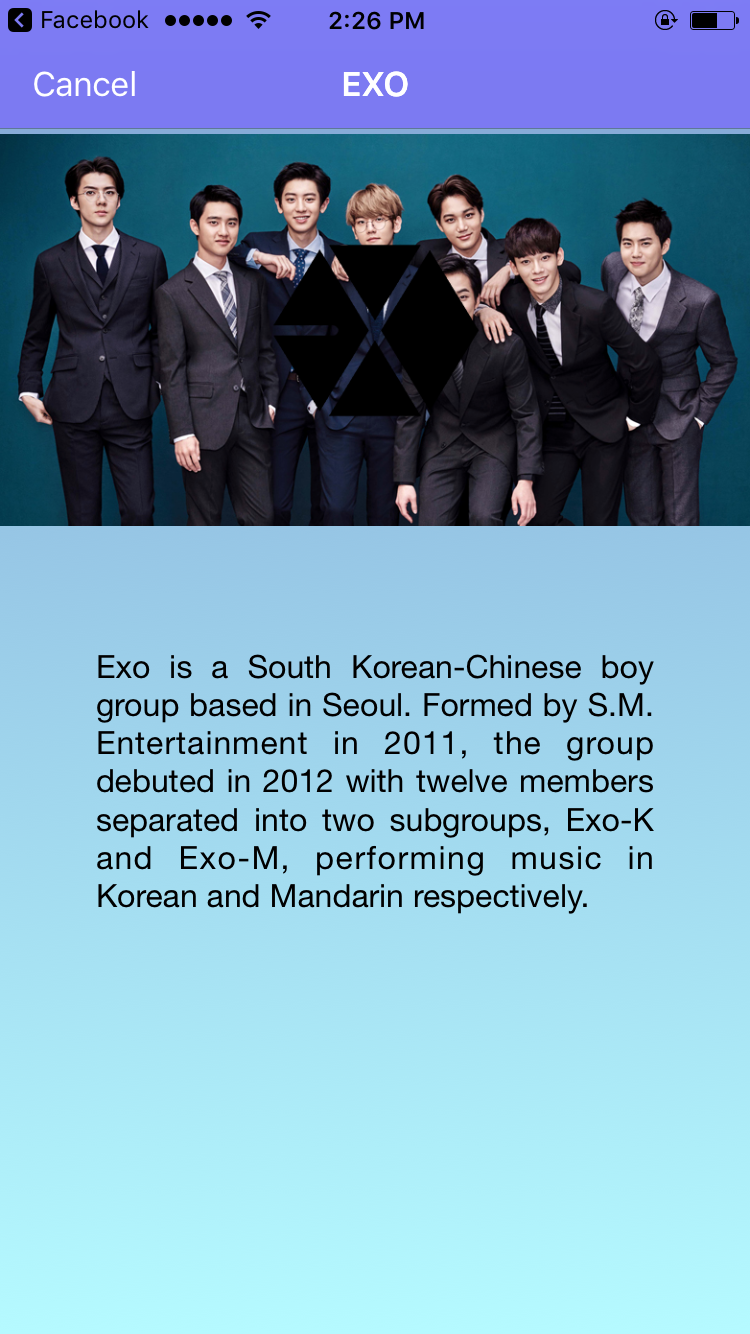 Facebook 2:26 PM
Cancel EXO
EXO
Exo is a South Korean-Chinese boy
group based in Seoul. Formed by S.M.
Entertainment in 2011, the group
debuted in 2012 with twelve members
separated into two subgroups, Exo-K
and Exo-M, performing music in
Korean and Mandarin respectively.